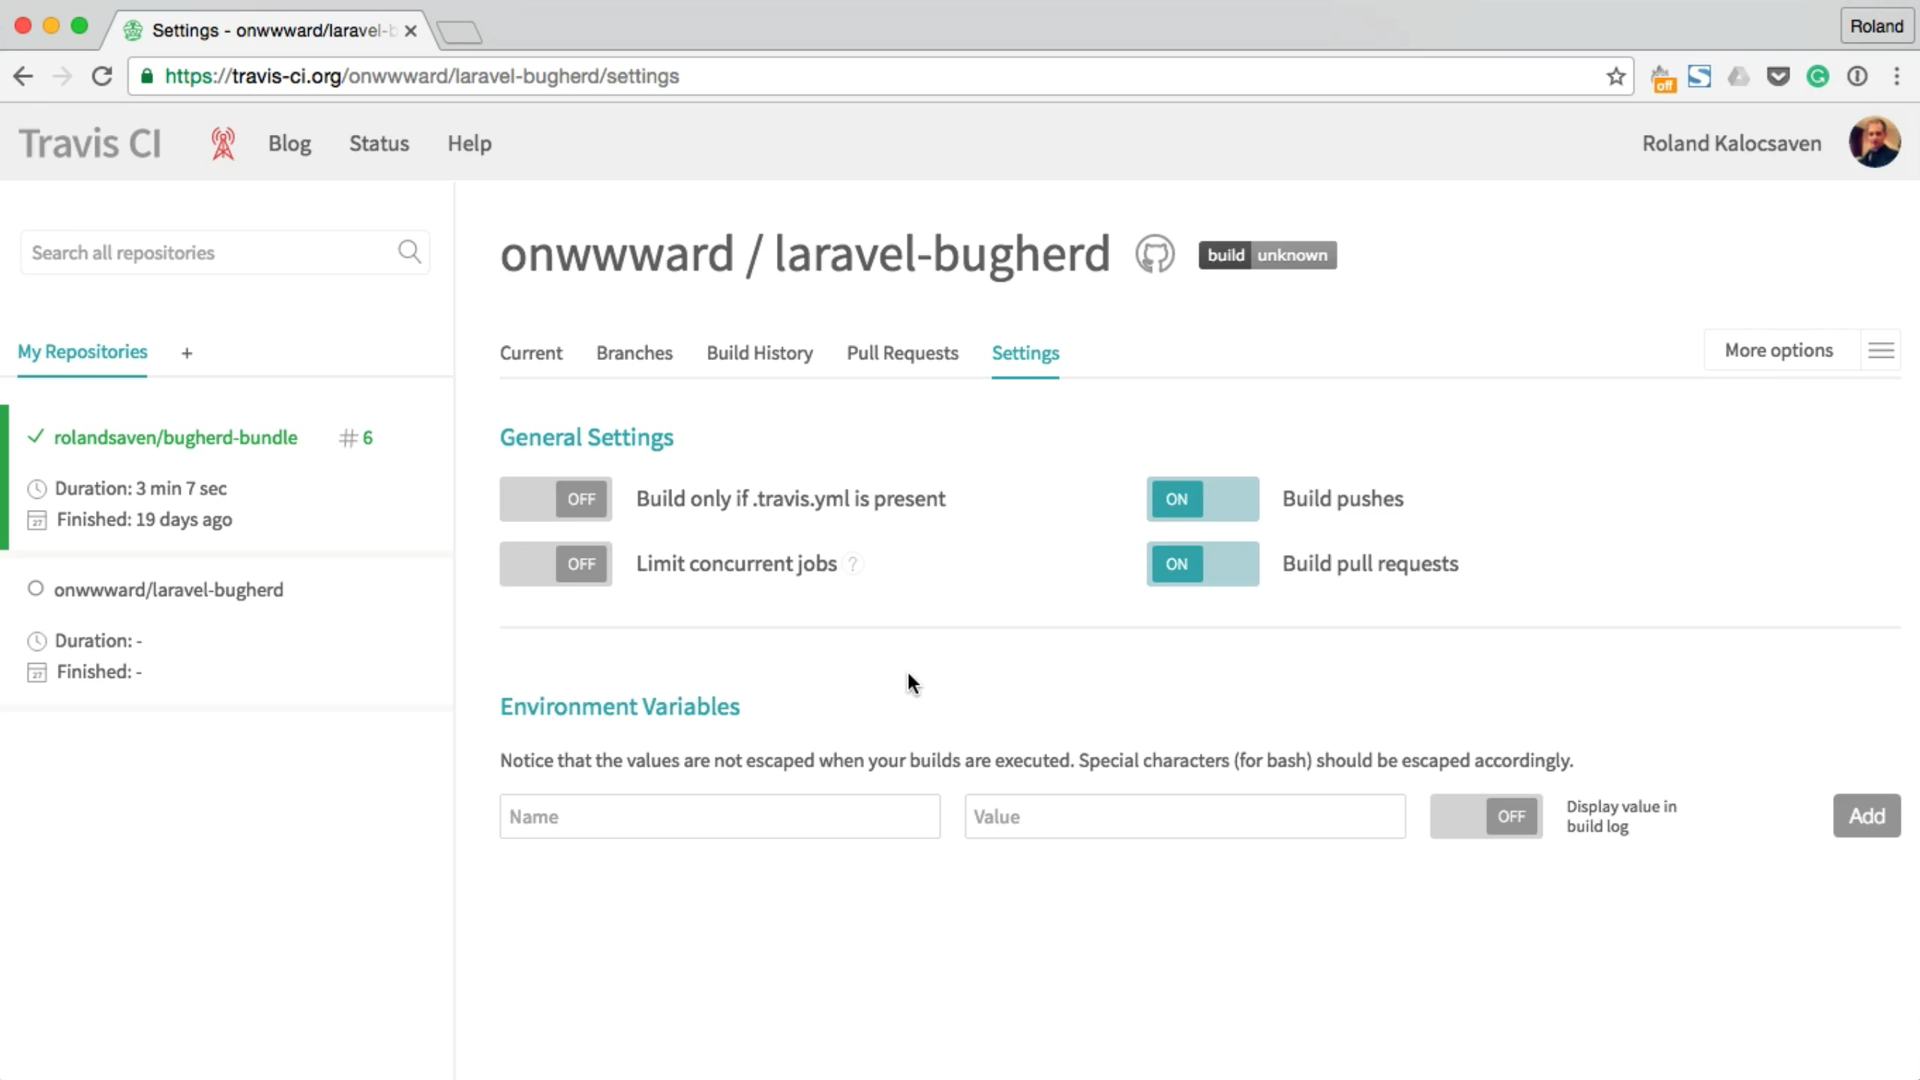 Settings - onwwward/laravel-b
Roland
https://travis-ci.org/onwwward/laravel-bugherd/settings
off
S
G
Travis CI
Blog
Status
Help
Roland Kalocsaven
Search all repositories
onwwward / laravel-bugherd
build unknown
My Repositories +
Current
Branches
Build History
Pull Requests
Settings
More options
rolandsaven/bugherd-bundle # 6
Duration: 3 min 7 sec
27 Finished: 19 days ago
onwwward/laravel-bugherd
Duration: -
27 Finished: -
General Settings
OFF Build only if .travis.yml is present
ON Build pushes
OFF Limit concurrent jobs ?
ON Build pull requests
Environment Variables
Notice that the values are not escaped when your builds are executed. Special characters (for bash) should be escaped accordingly.
Name
Value
OFF
Display value in
build log
Add